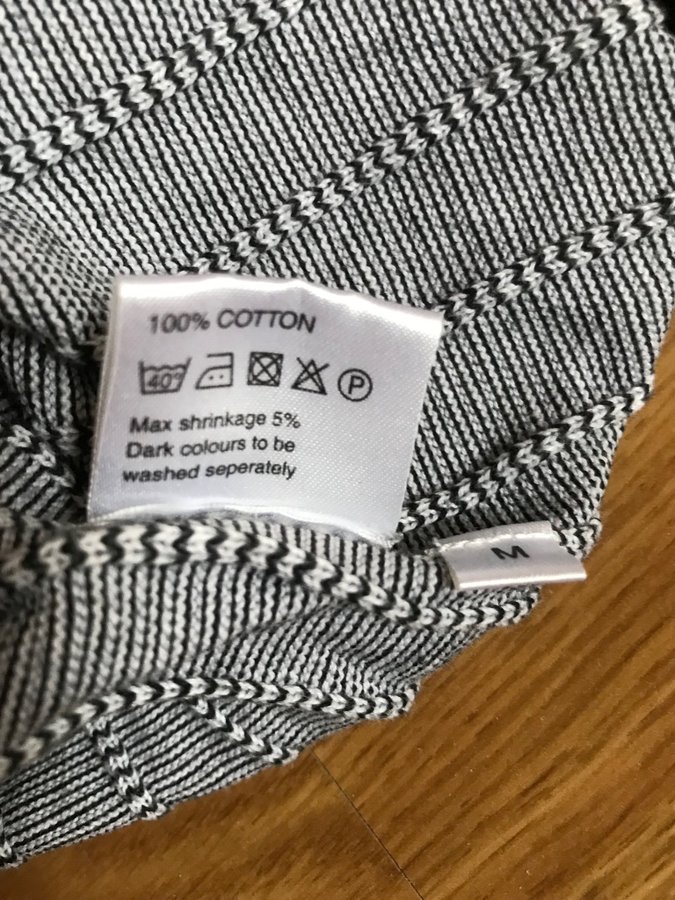 100% COTTON
40°
P
Max shrinkage 5%
Dark colours to be
washed seperately
M